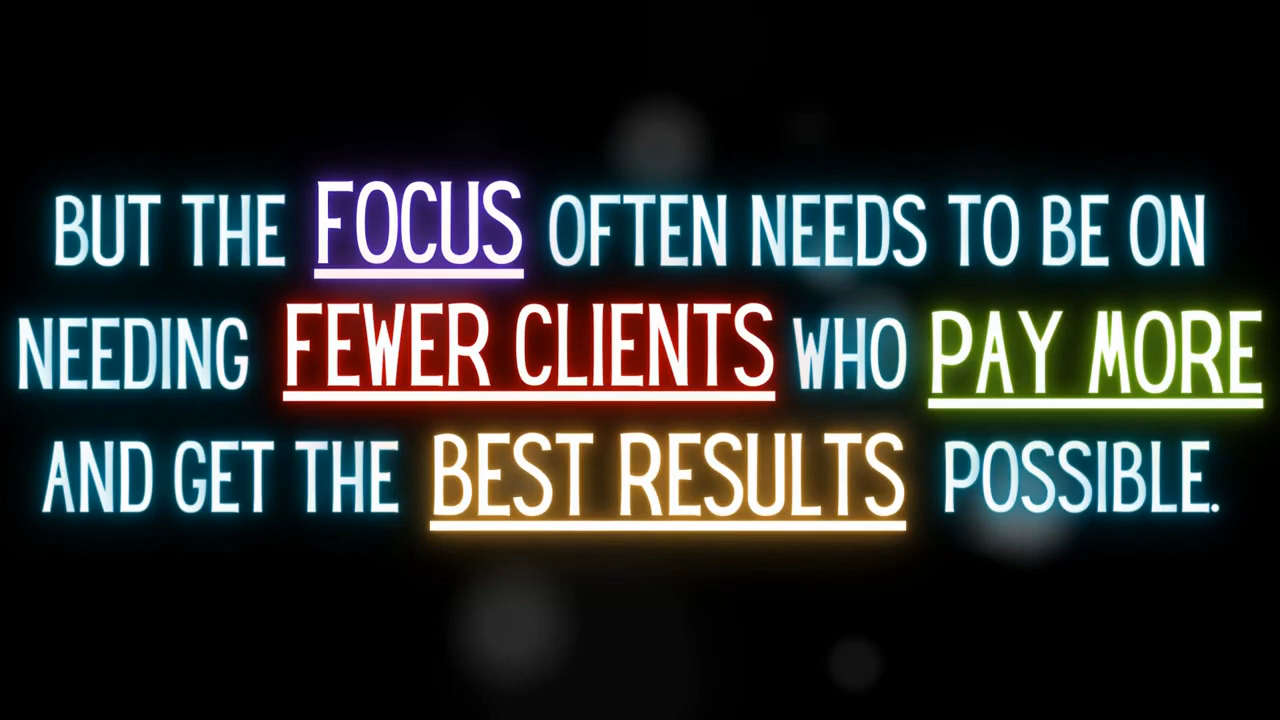 BUT THE FOCUS OFTEN NEEDS TO BE ON
NEEDING FEWER CLIENTS WHO PAY MORE
AND GET THE BEST RESULTS POSSIBLE.